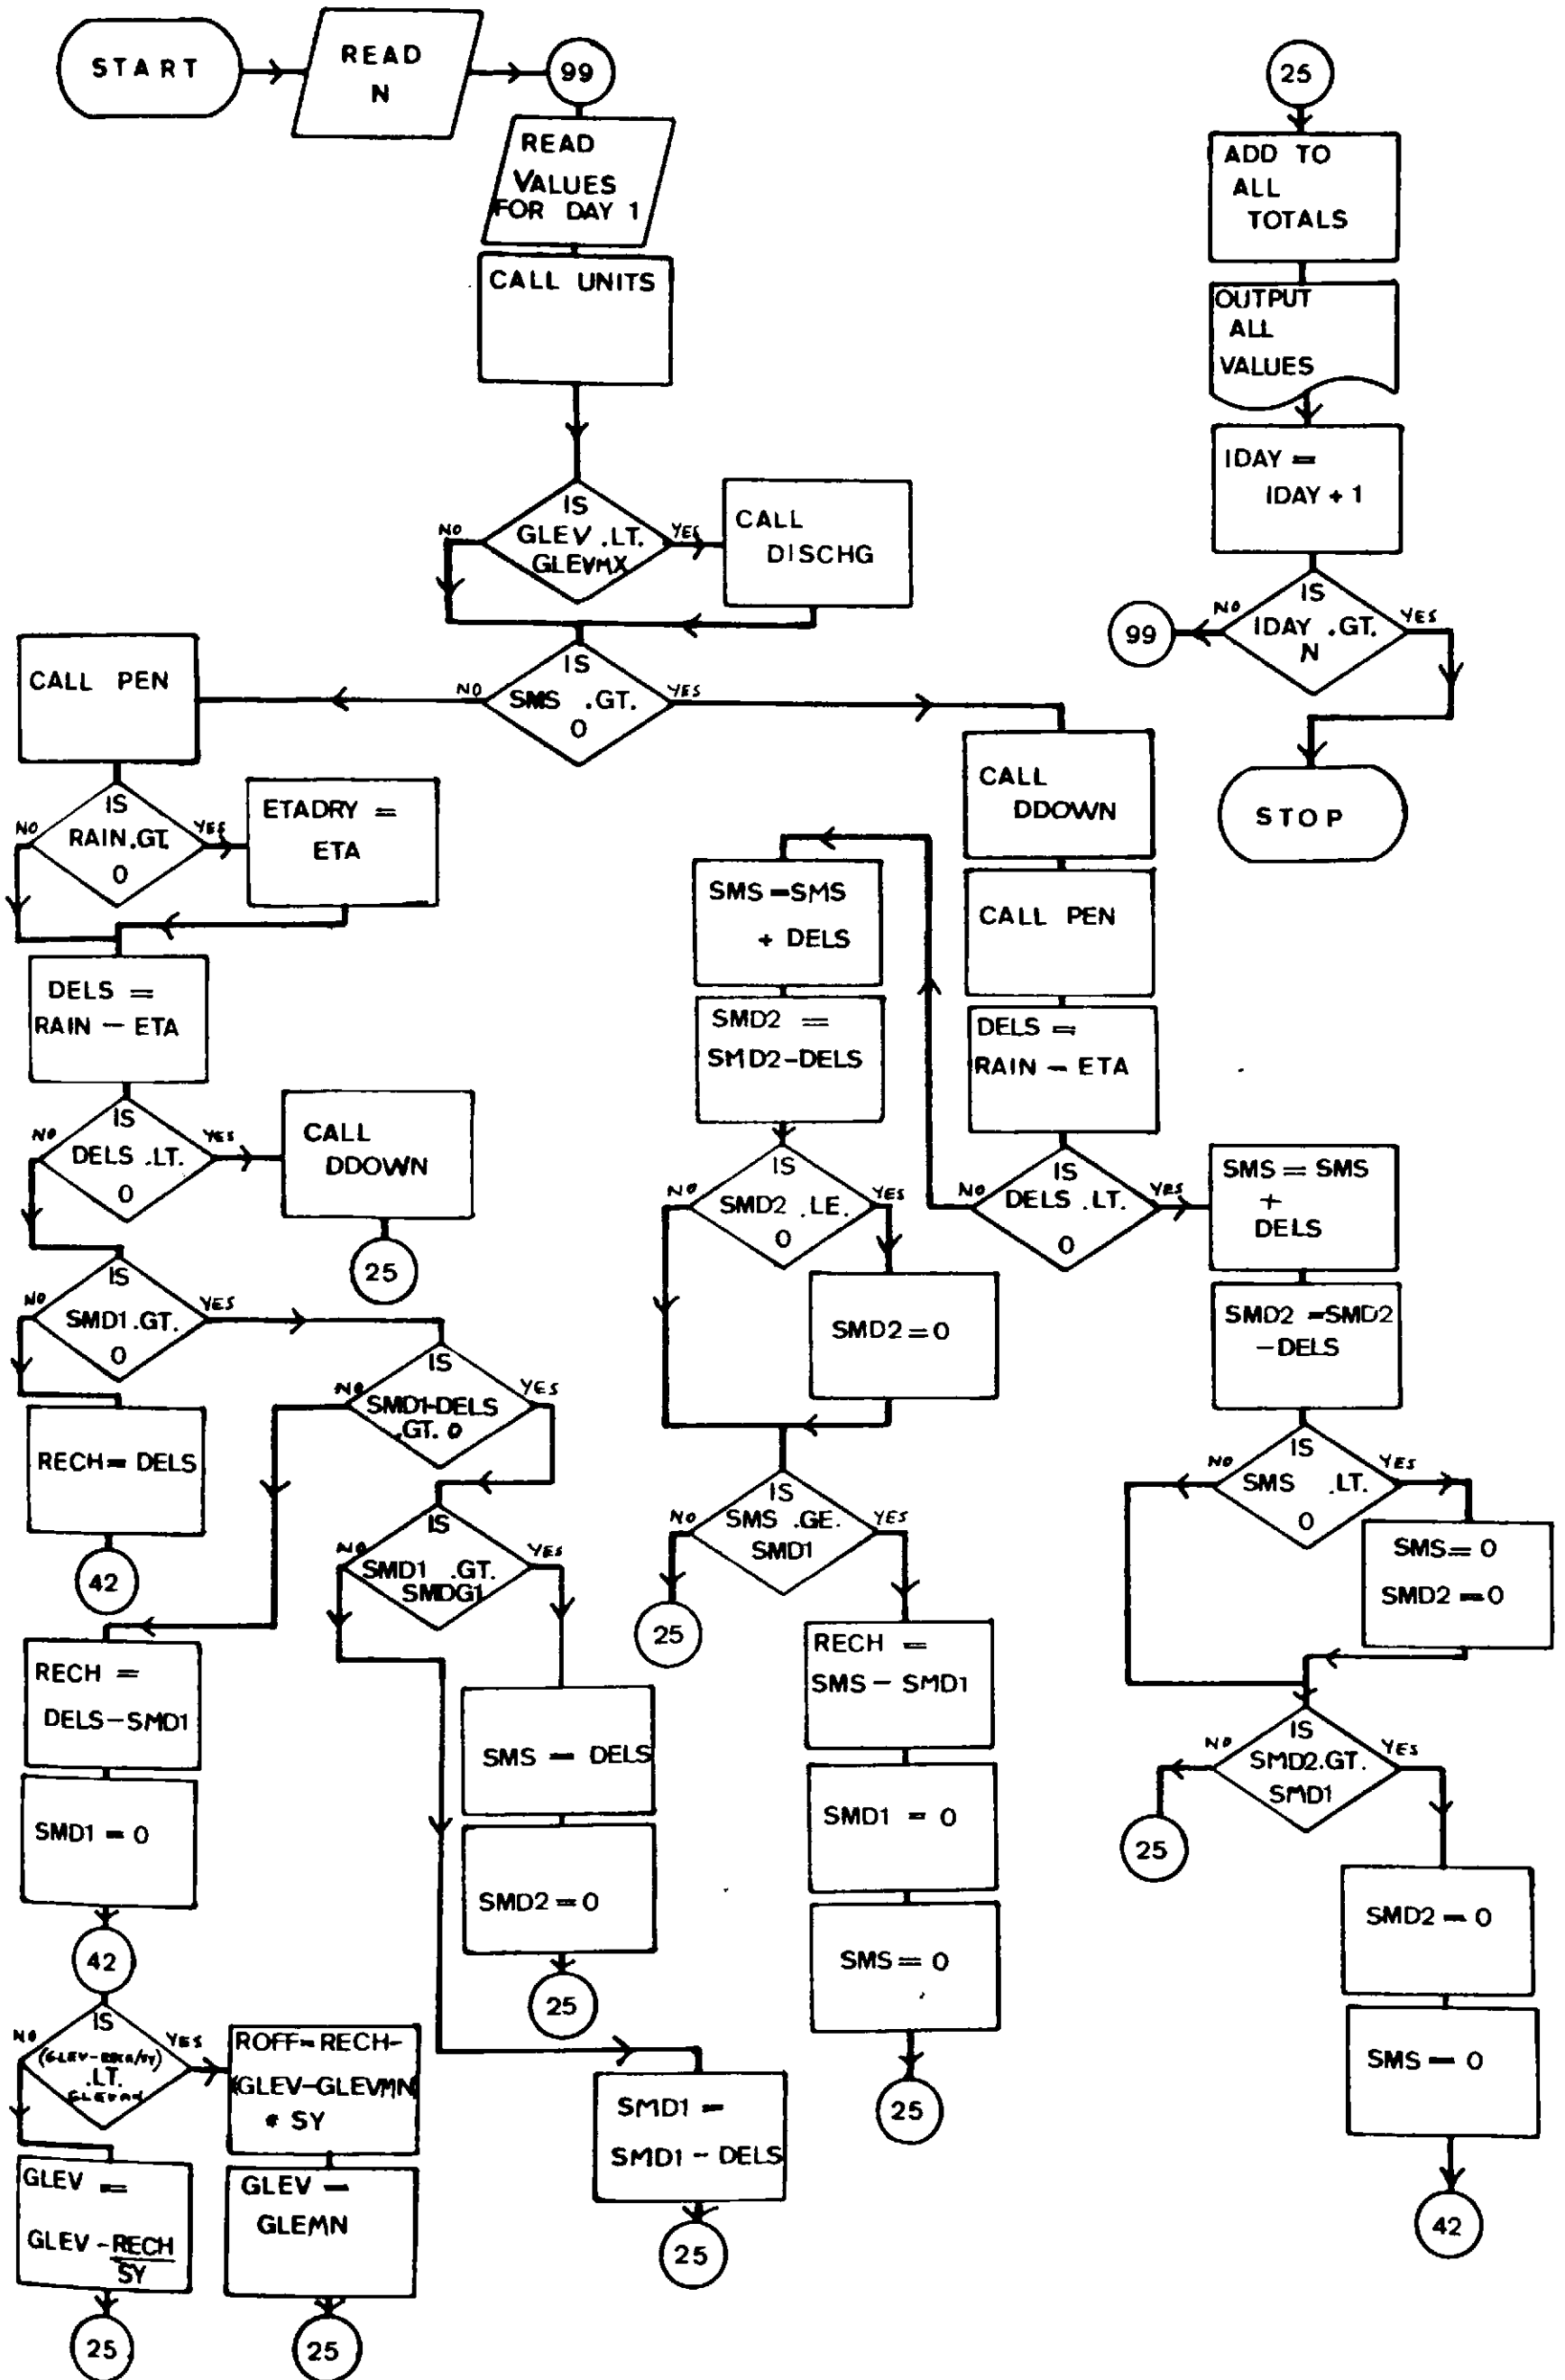 START
READ
N
99
READ
VALUES
FOR DAY 1
CALL UNITS
IS
GLEV .LT.
GLEVMX
NO
YES
CALL
DISCHG
IS
SMS .GT.
0
NO
YES
CALL PEN
IS
RAIN.GT.
0
NO
YES
ETADRY =
ETA
DELS =
RAIN - ETA
IS
DELS .LT.
0
NO
YES
CALL
DDOWN
25
IS
SMD1.GT.
0
NO
YES
RECH = DELS
42
IS
SMD1-DELS
.GT. 0
NO
YES
IS
SMD1 .GT.
SMDG1
NO
YES
RECH =
DELS-SMD1
SMD1 = 0
42
IS
(GLEV-RECH/SY)
.LT.
NO
YES
ROFF=RECH-
(GLEV-GLEVMN)
* SY
GLEV =
GLEMN
25
GLEV =
GLEV - RECH
SY
25
SMS = DELS
SMD2 = 0
25
SMD1 =
SMD1 - DELS
25
CALL
DDOWN
CALL PEN
DELS =
RAIN - ETA
IS
DELS .LT.
0
NO
YES
SMS = SMS
+ DELS
SMD2 =
SMD2-DELS
IS
SMD2 .LE.
0
NO
YES
SMD2 = 0
IS
SMS .GE.
SMD1
NO
YES
25
RECH =
SMS - SMD1
SMD1 = 0
SMS = 0
25
SMS = SMS
+
DELS
SMD2 = SMD2
- DELS
IS
SMS .LT.
0
NO
YES
SMS = 0
SMD2 = 0
IS
SMD2.GT.
SMD1
NO
YES
25
SMD2 = 0
SMS = 0
42
25
ADD TO
ALL
TOTALS
OUTPUT
ALL
VALUES
IDAY =
IDAY + 1
IS
IDAY .GT.
N
NO
YES
99
STOP